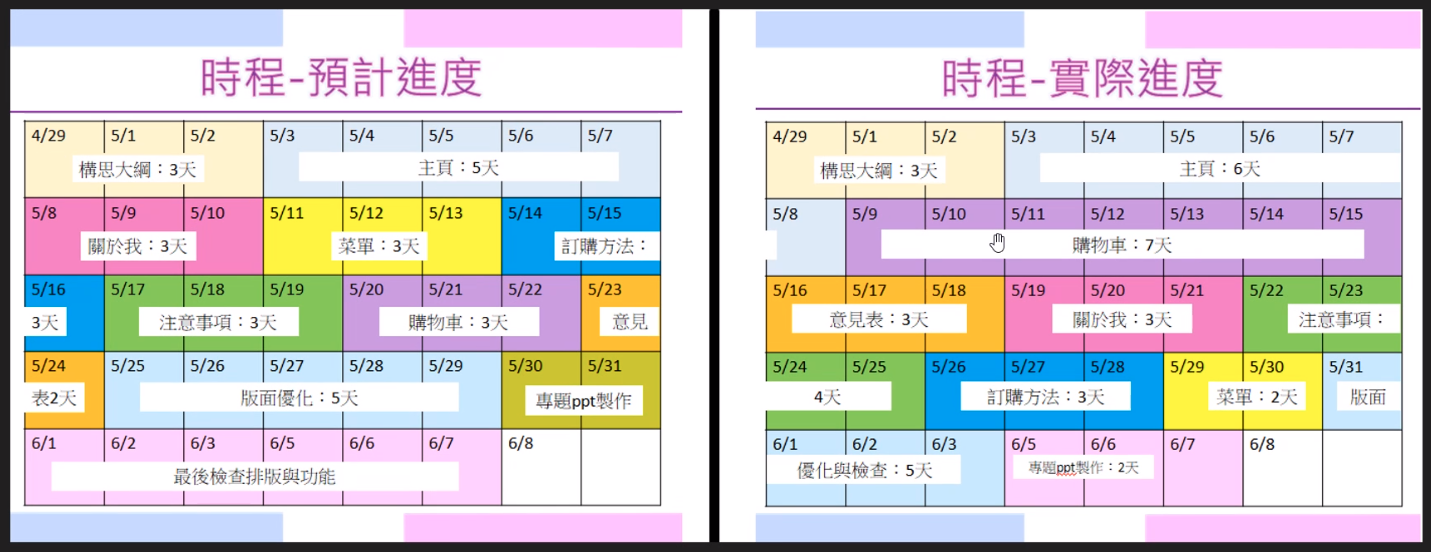 時程-預計進度
4/29 5/1 5/2 5/3 5/4 5/5 5/6 5/7
構思大綱：3天 主頁：5天
5/8 5/9 5/10 5/11 5/12 5/13 5/14 5/15
關於我：3天 菜單：3天 訂購方法：
5/16 5/17 5/18 5/19 5/20 5/21 5/22 5/23
3天 注意事項：3天 購物車：3天 意見
5/24 5/25 5/26 5/27 5/28 5/29 5/30 5/31
表2天 版面優化：5天 專題ppt製作
6/1 6/2 6/3 6/5 6/6 6/7 6/8
最後檢查排版與功能
時程-實際進度
4/29 5/1 5/2 5/3 5/4 5/5 5/6 5/7
構思大綱：3天 主頁：6天
5/8 5/9 5/10 5/11 5/12 5/13 5/14 5/15
購物車：7天
5/16 5/17 5/18 5/19 5/20 5/21 5/22 5/23
意見表：3天 關於我：3天 注意事項：
5/24 5/25 5/26 5/27 5/28 5/29 5/30 5/31
4天 訂購方法：3天 菜單：2天 版面
6/1 6/2 6/3 6/5 6/6 6/7 6/8
優化與檢查：5天 專題ppt製作：2天